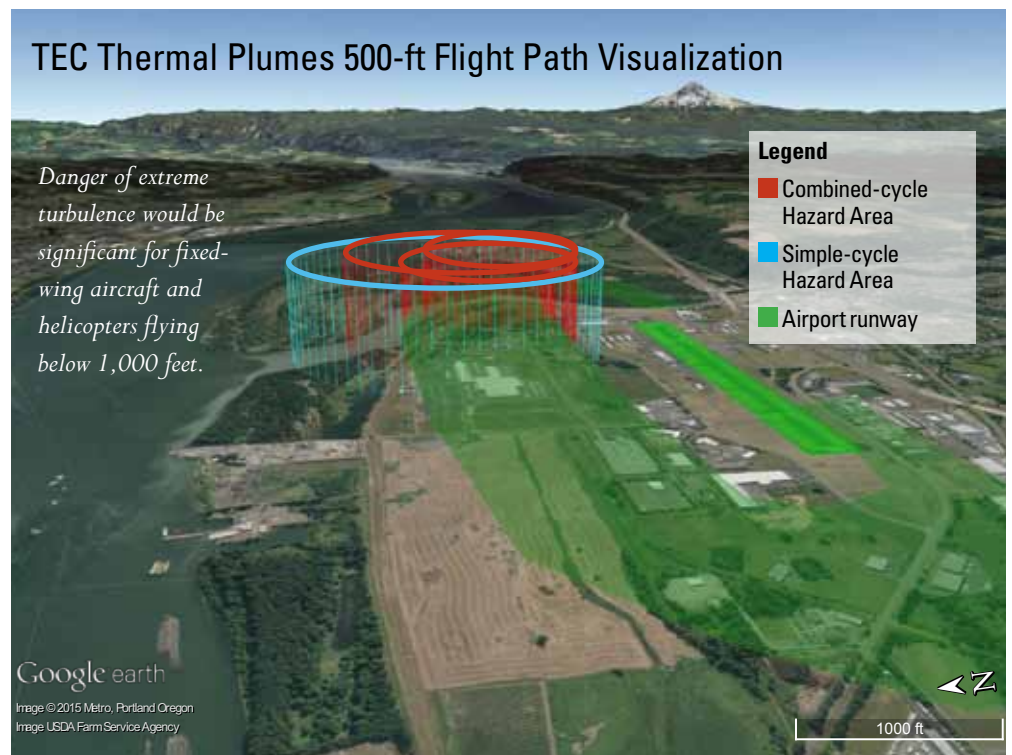 TEC Thermal Plumes 500-ft Flight Path Visualization
Danger of extreme
turbulence would be
significant for fixed-
wing aircraft and
helicopters flying
below 1,000 feet.
Legend
Combined-cycle
Hazard Area
Simple-cycle
Hazard Area
Airport runway
Google earth
Image © 2015 Metro, Portland Oregon
Image USDA Farm Service Agency
N
1000 ft